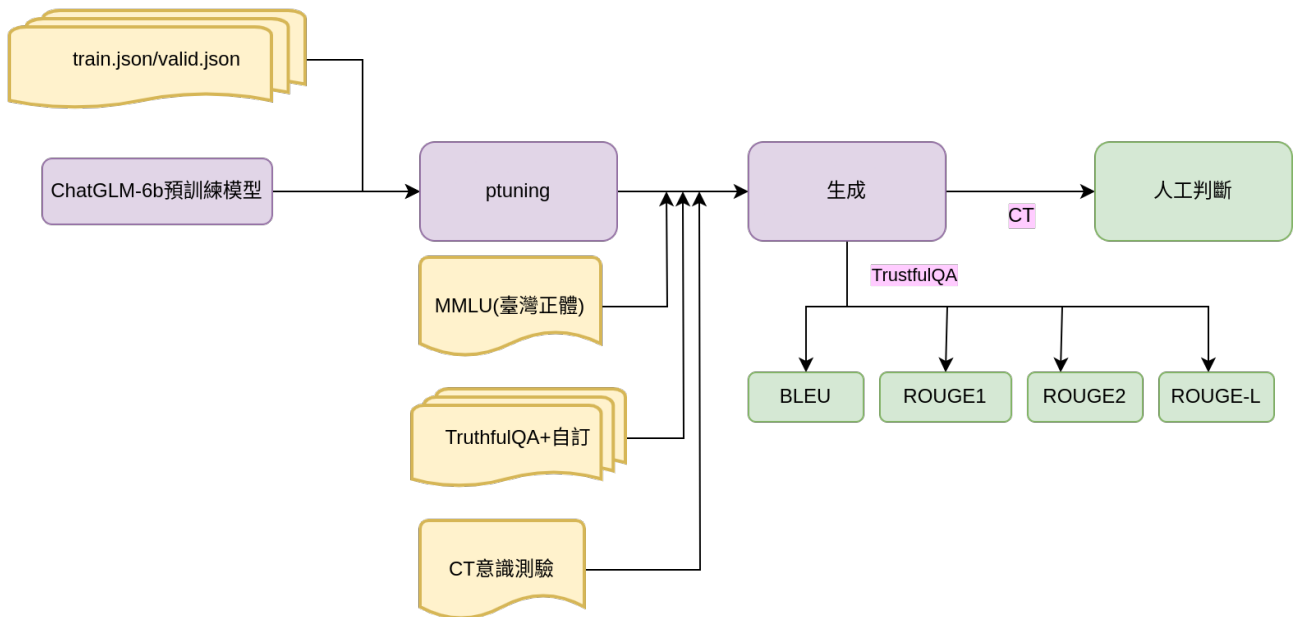 train.json/valid.json
ChatGLM-6b預訓練模型
ptuning
生成
人工判斷
CT
TrustfulQA
MMLU(臺灣正體)
BLEU
ROUGE1
ROUGE2
ROUGE-L
TruthfulQA+自訂
CT意識測驗